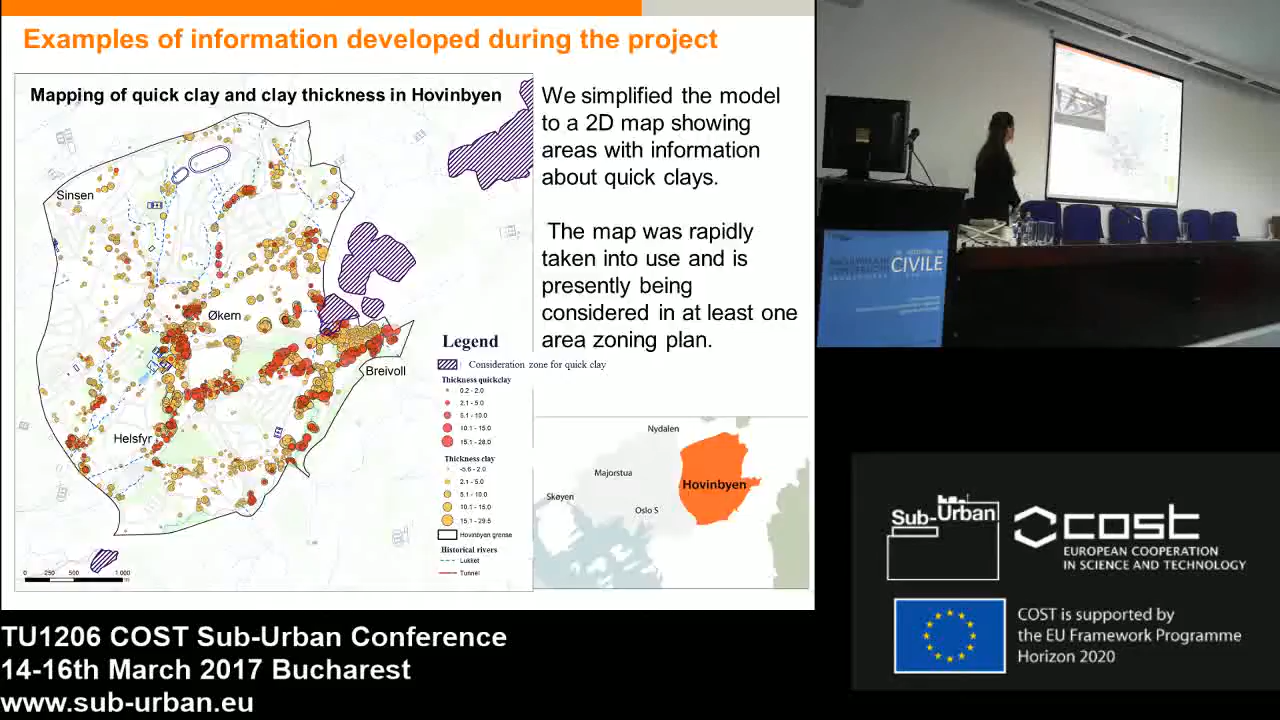 Examples of information developed during the project
Mapping of quick clay and clay thickness in Hovinbyen
Sinsen
Økern
Breivoll
Helsfyr
0 250 500 1 000
m
Legend
Consideration zone for quick clay
Thickness quickclay
0.2 - 2.0
2.1 - 5.0
5.1 - 10.0
10.1 - 15.0
15.1 - 28.0
Thickness clay
-5.6 - 2.0
2.1 - 5.0
5.1 - 10.0
10.1 - 15.0
15.1 - 29.5
Hovinbyen grense
Historical rivers
Lukket
Tunnel
We simplified the model
to a 2D map showing
areas with information
about quick clays.
The map was rapidly
taken into use and is
presently being
considered in at least one
area zoning plan.
Nydalen
Majorstua
Hovinbyen
Skøyen
Oslo S
CIVILE
Sub-Urban
cost
EUROPEAN COOPERATION
IN SCIENCE AND TECHNOLOGY
COST is supported by
the EU Framework Programme
Horizon 2020
TU1206 COST Sub-Urban Conference
14-16th March 2017 Bucharest
www.sub-urban.eu